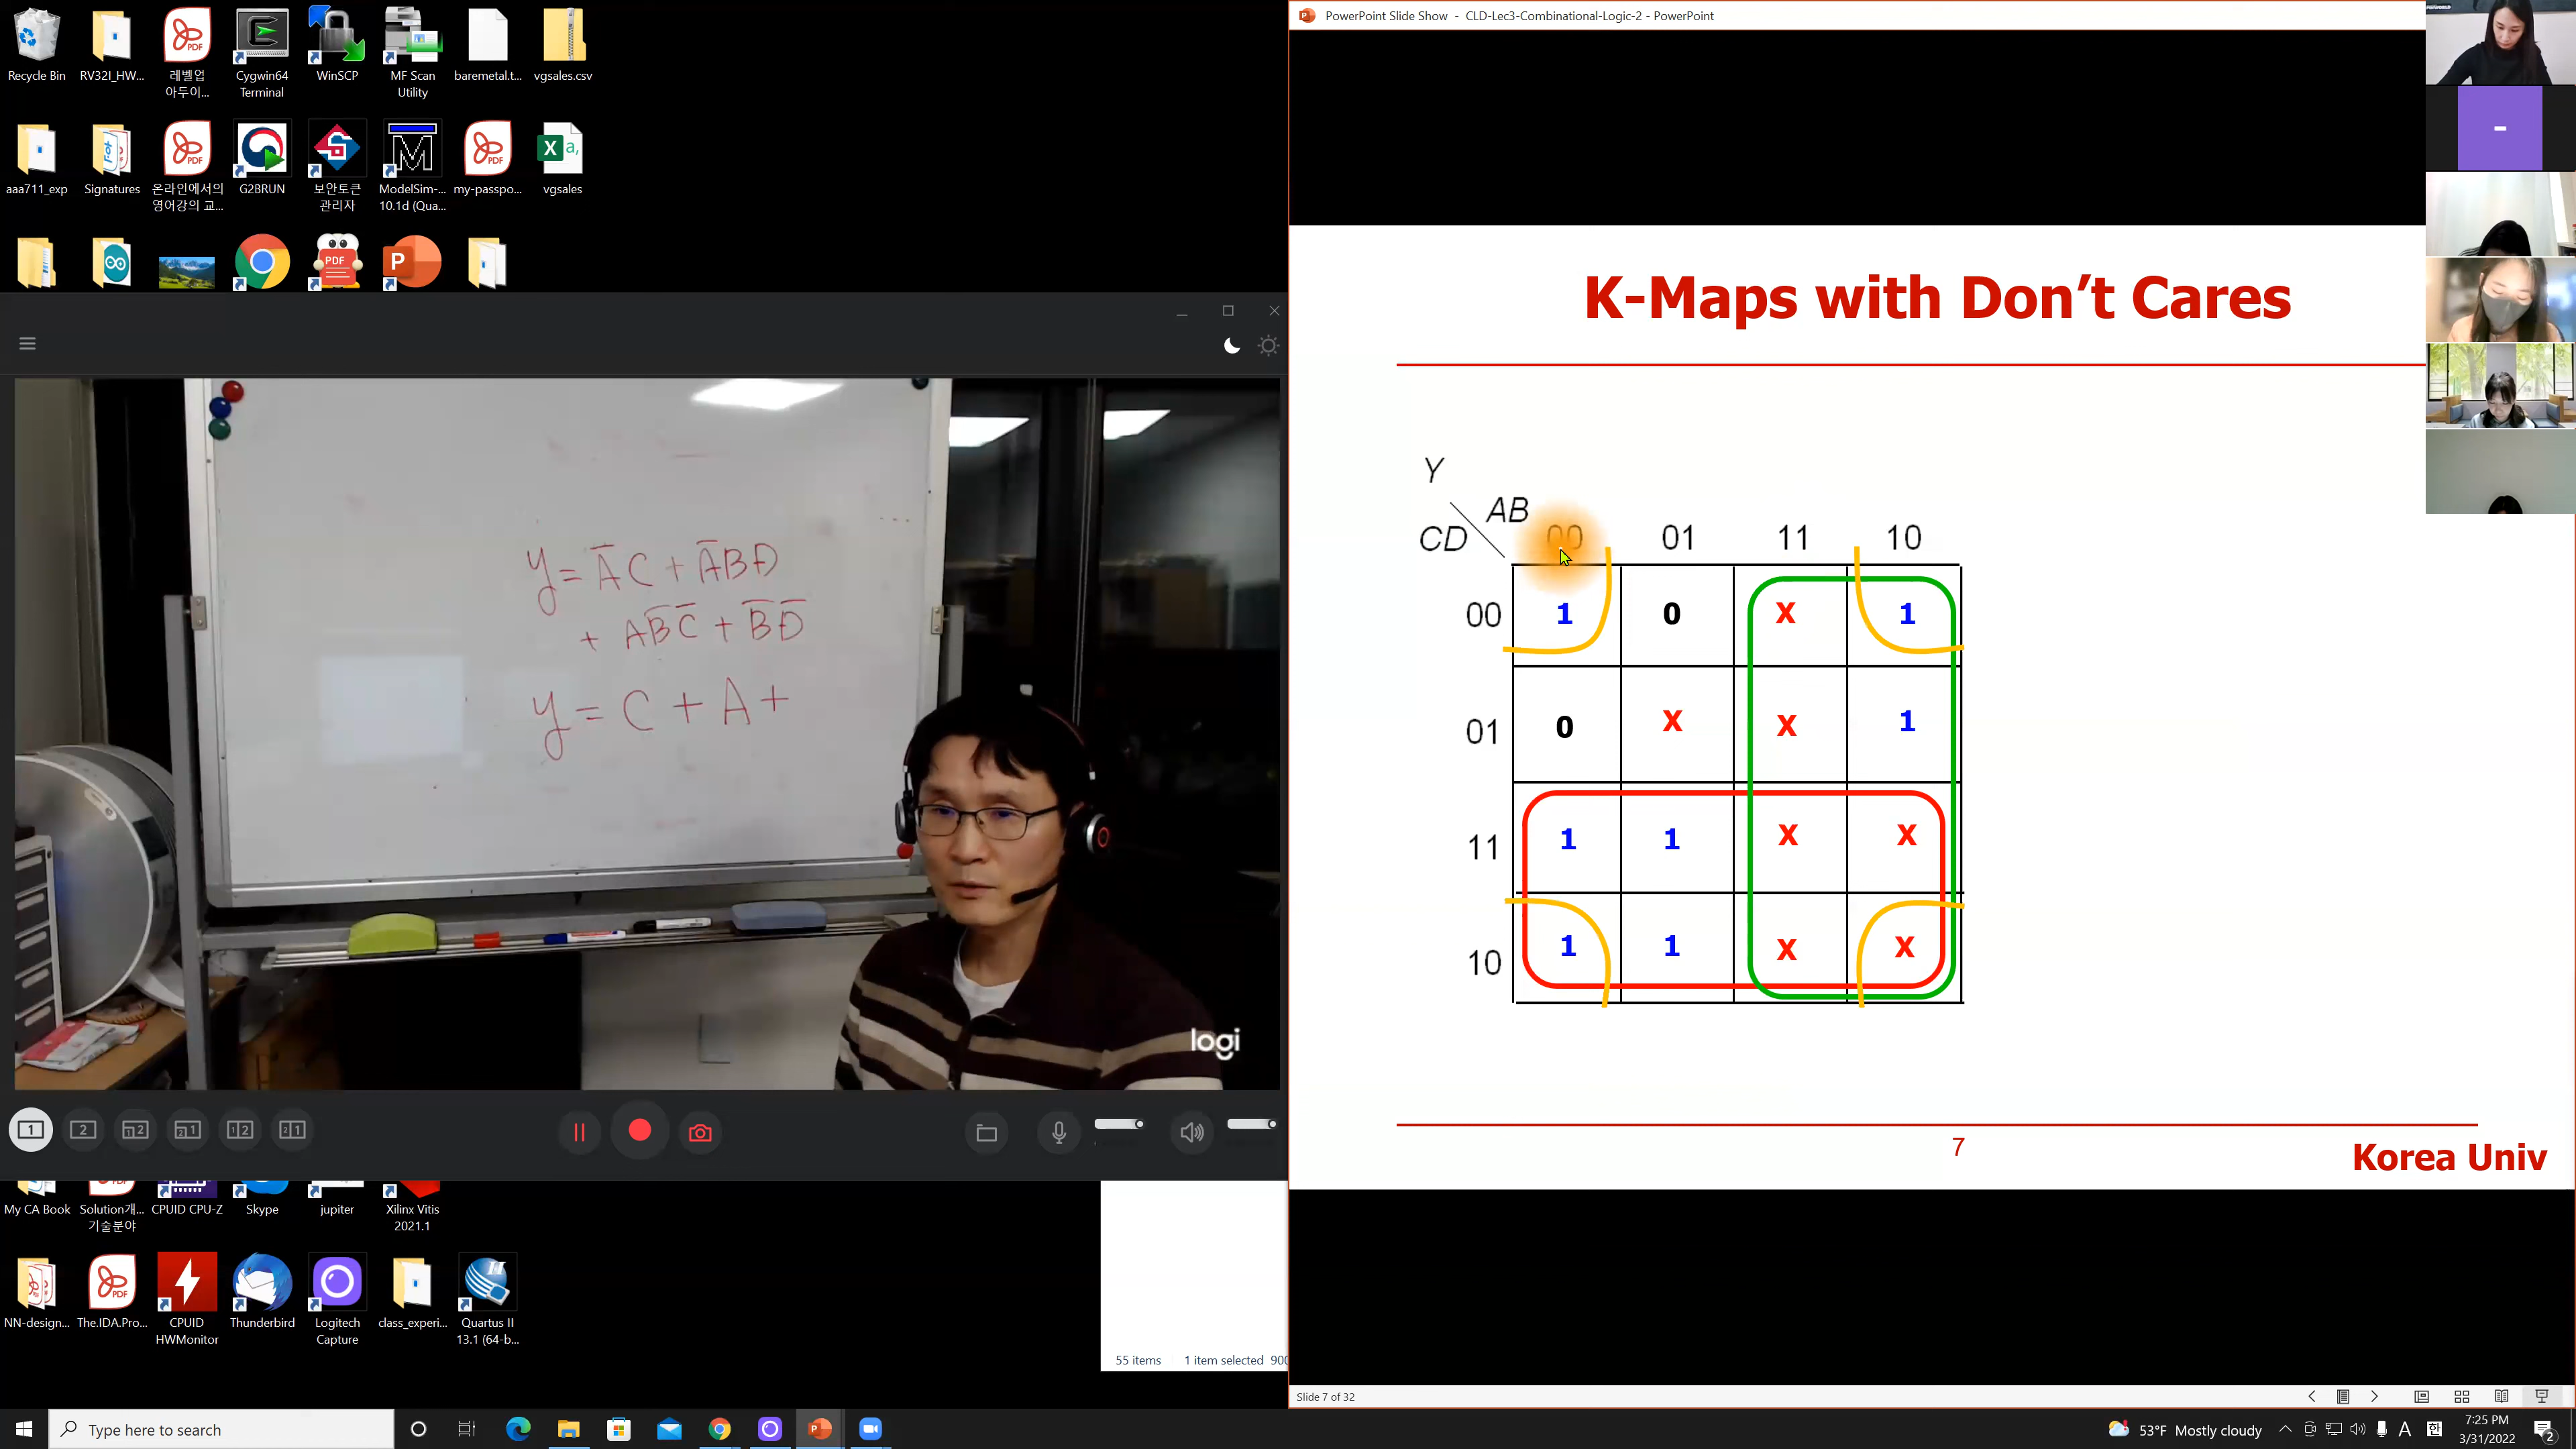 Recycle Bin
RV32I_HW...
레벨업
아두이...
Cygwin64
Terminal
WinSCP
MF Scan
Utility
baremetal.t...
vgsales.csv
aaa711_exp
Signatures
온라인에서의
영어강의 교...
G2BRUN
보안토큰
관리자
ModelSim-...
10.1d (Qua...
my-passpo...
vgsales
y = A̅C + A̅BD
+ AB̅C̅ + B̅D̅
y = C + A +
logi
My CA Book
Solution개...
기술분야
CPUID CPU-Z
Skype
jupiter
Xilinx Vitis
2021.1
NN-design...
The.IDA.Pro...
CPUID
HWMonitor
Thunderbird
Logitech
Capture
class_experi...
Quartus II
13.1 (64-b...
55 items 1 item selected 900
PowerPoint Slide Show - CLD-Lec3-Combinational-Logic-2 - PowerPoint
K-Maps with Don’t Cares
Y
AB
CD
00 01 11 10
00 1 0 X 1
01 0 X X 1
11 1 1 X X
10 1 1 X X
7
Korea Univ
Slide 7 of 32
Type here to search
53°F Mostly cloudy
A
한
7:25 PM
3/31/2022
2